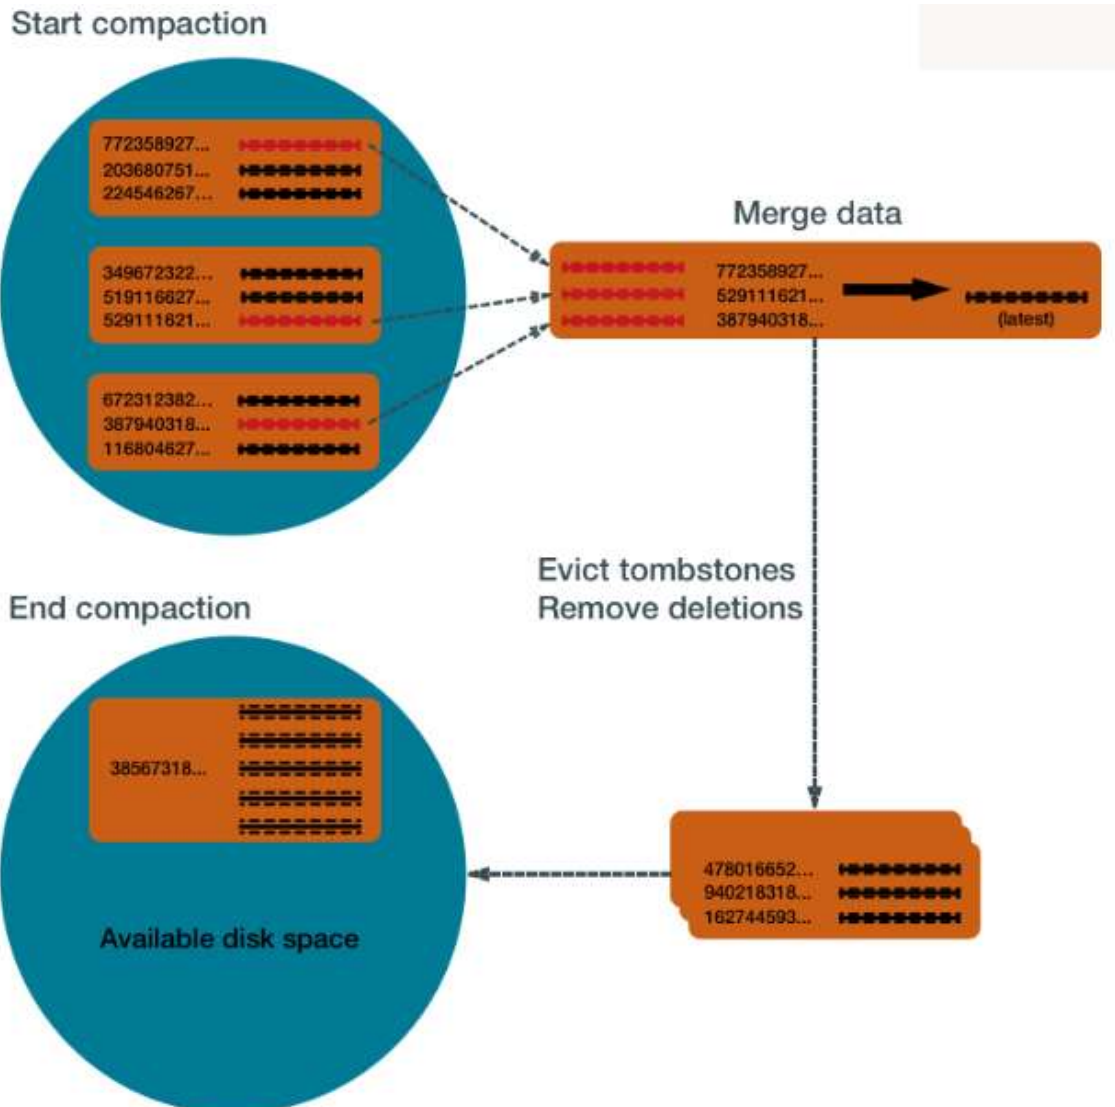 Start compaction
772358927...
203680751...
224546267...
349672322...
519116627...
529111621...
672312382...
387940318...
116804627...
Merge data
772358927...
529111621...
387940318...
(latest)
Evict tombstones
Remove deletions
End compaction
38567318...
Available disk space
478016652...
940218318...
162744593...